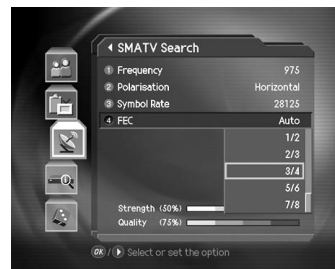 SMATV Search
1 Frequency 975
2 Polarisation Horizontal
3 Symbol Rate 28125
4 FEC Auto
1/2
2/3
3/4
5/6
7/8
Strength (50%)
Quality (75%)
OK / Select or set the option